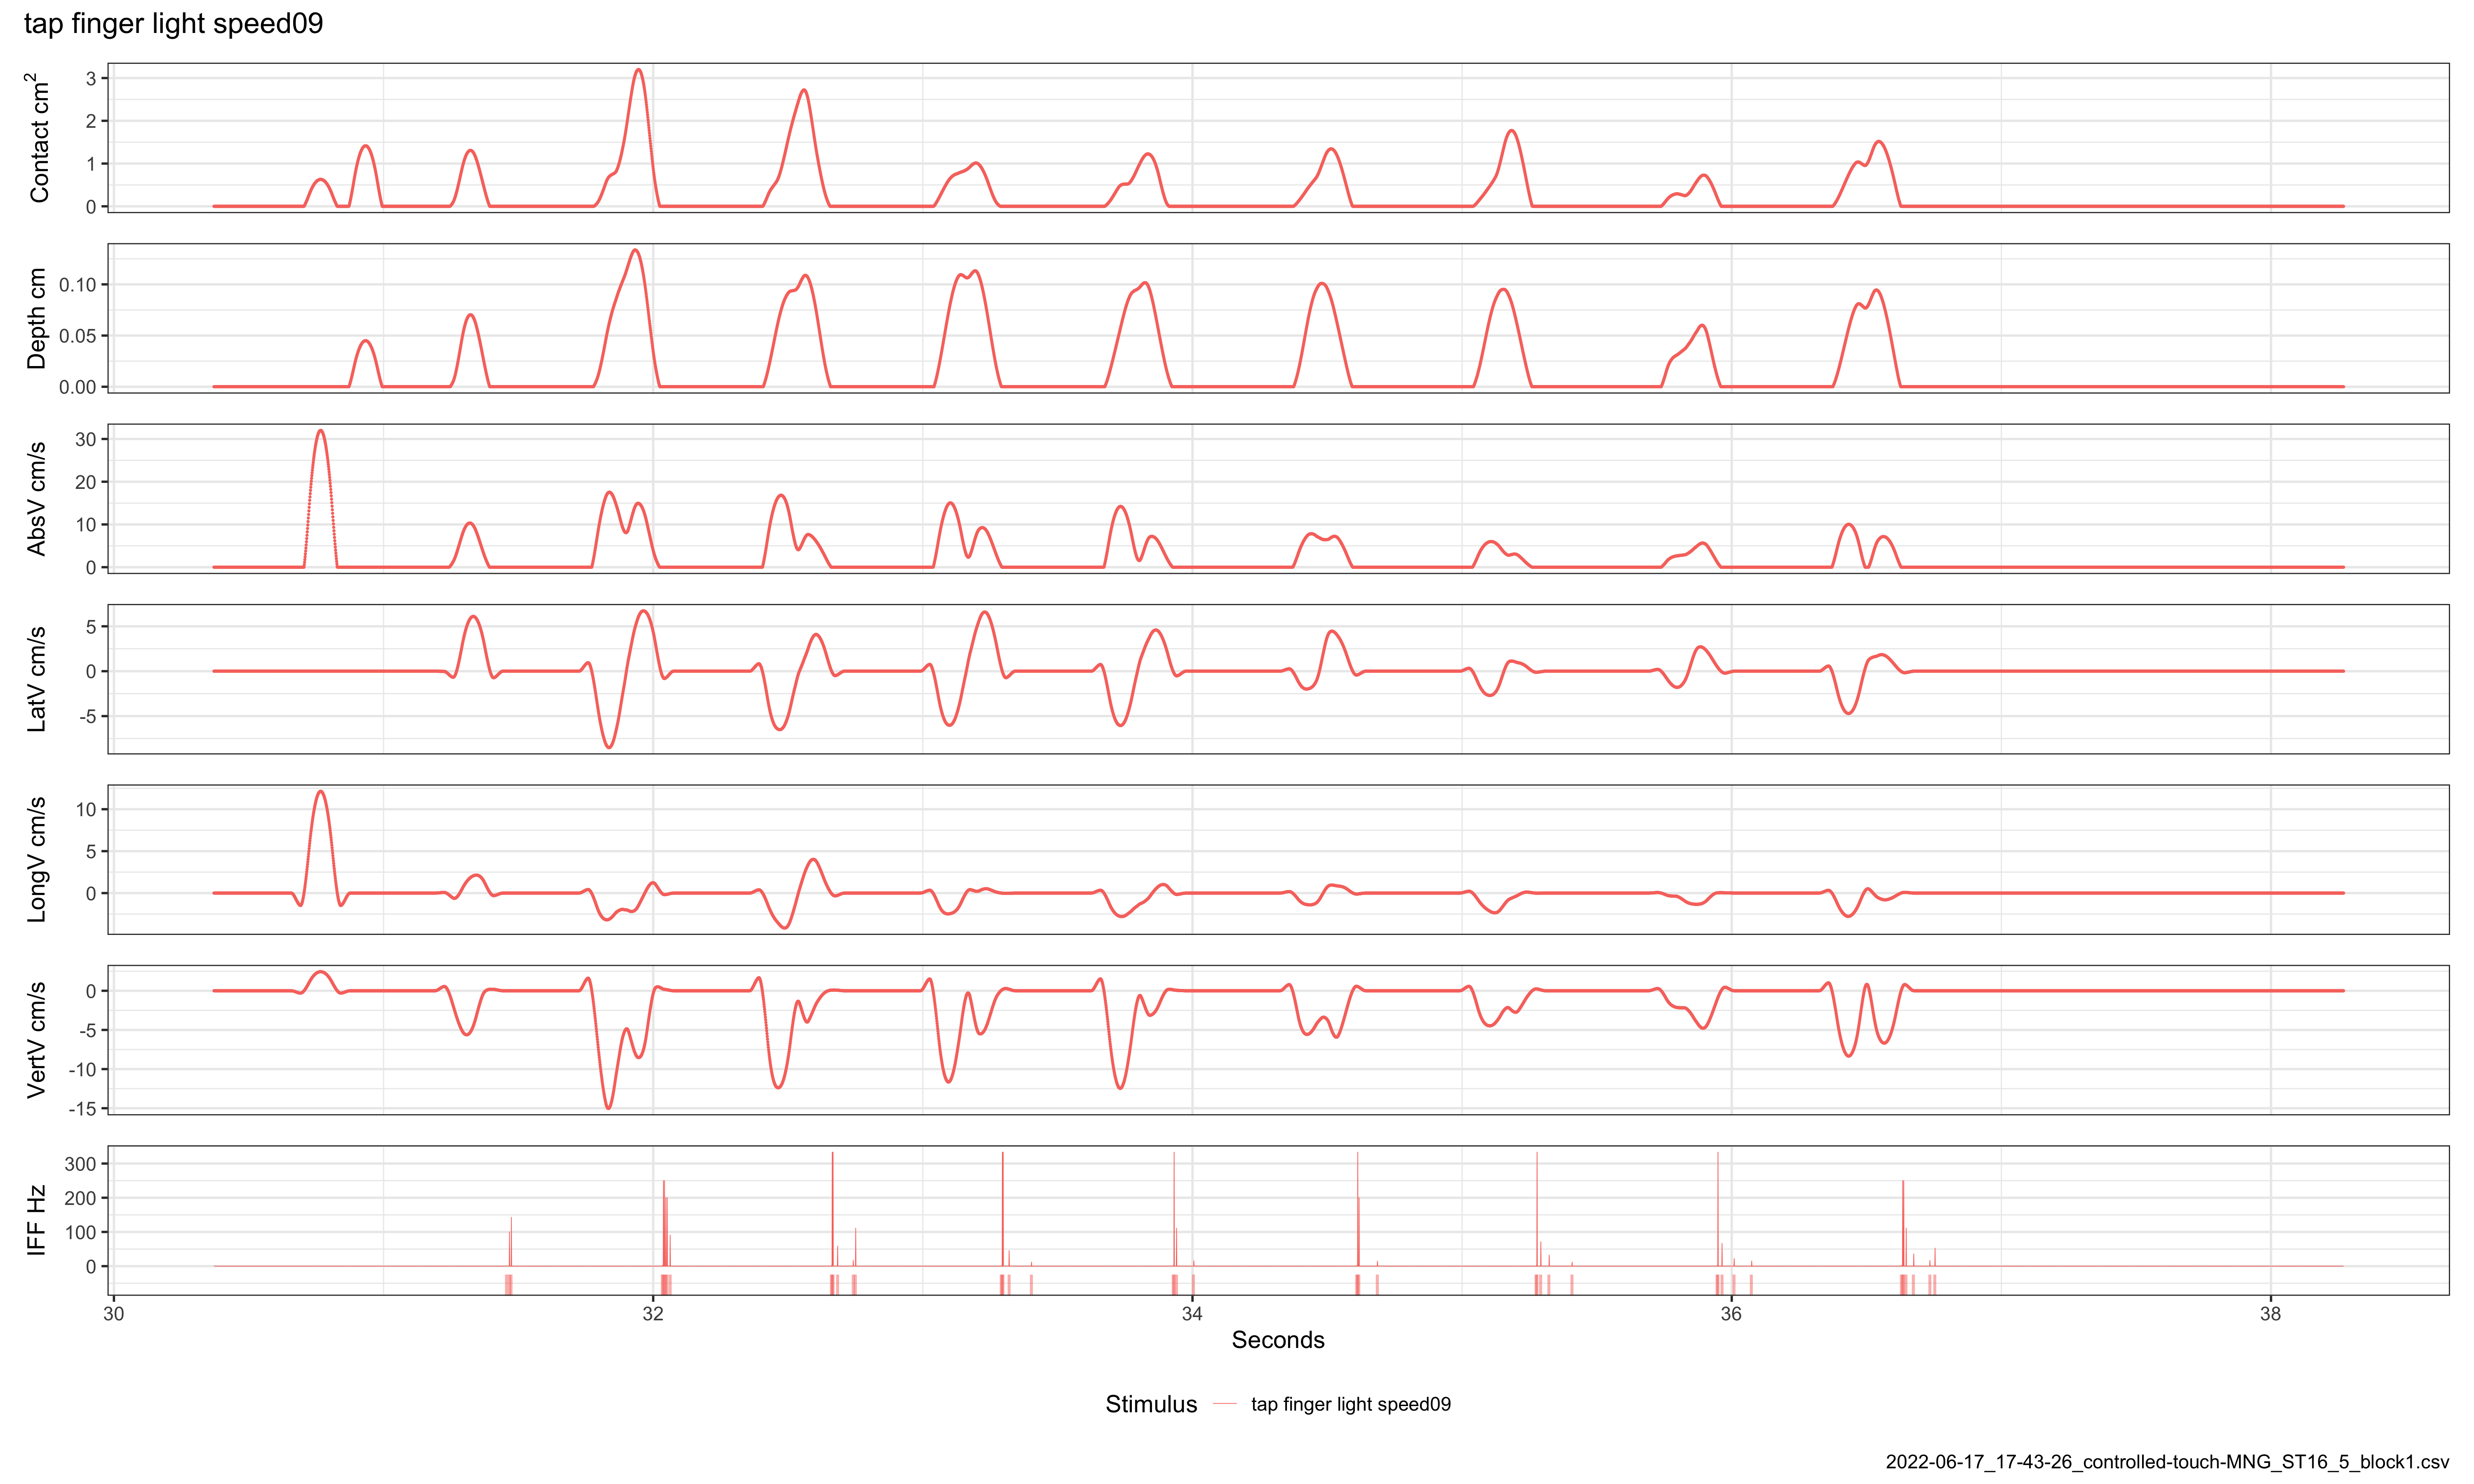 tap finger light speed09
Contact cm²
3
2
1
0
Depth cm
0.10
0.05
0.00
AbsV cm/s
30
20
10
0
LatV cm/s
5
0
-5
LongV cm/s
10
5
0
VertV cm/s
0
-5
-10
-15
IFF Hz
300
200
100
0
30 32 34 36 38
Seconds
Stimulus tap finger light speed09
2022-06-17_17-43-26_controlled-touch-MNG_ST16_5_block1.csv